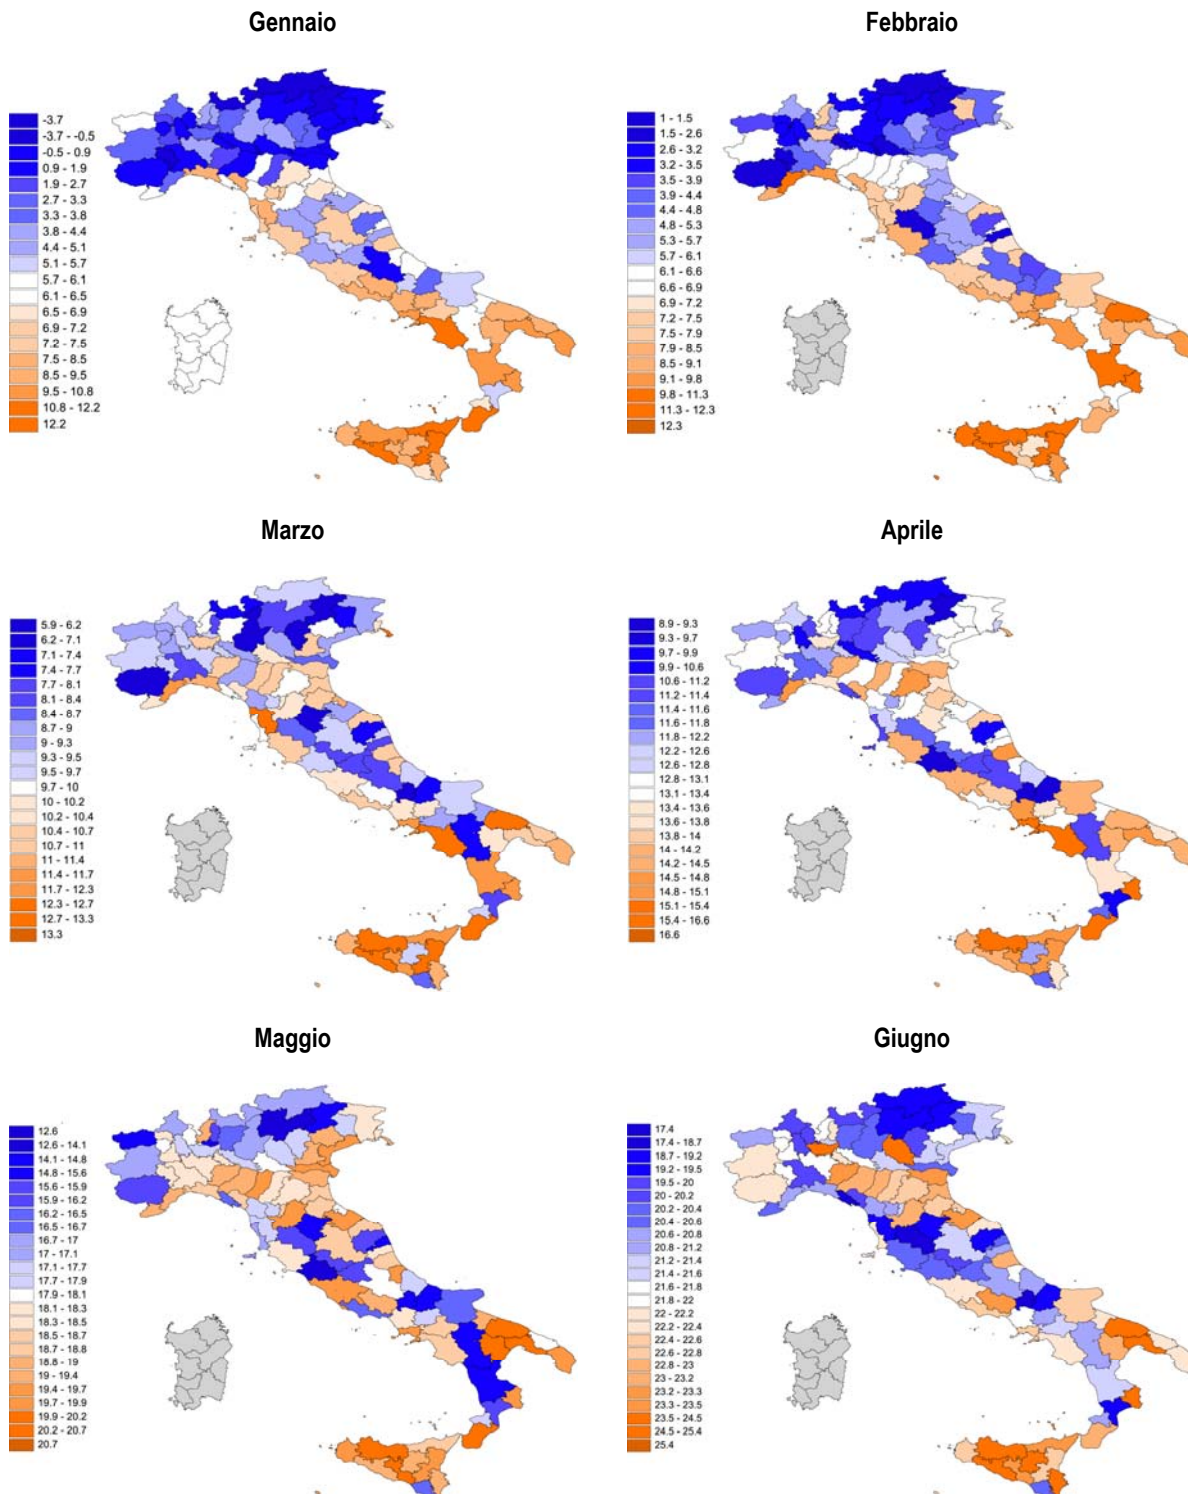 Gennaio
-3.7
-3.7 - -0.5
-0.5 - 0.9
0.9 - 1.9
1.9 - 2.7
2.7 - 3.3
3.3 - 3.8
3.8 - 4.4
4.4 - 5.1
5.1 - 5.7
5.7 - 6.1
6.1 - 6.5
6.5 - 6.9
6.9 - 7.2
7.2 - 7.5
7.5 - 8.5
8.5 - 9.5
9.5 - 10.8
10.8 - 12.2
12.2
Febbraio
1 - 1.5
1.5 - 2.6
2.6 - 3.2
3.2 - 3.5
3.5 - 3.9
3.9 - 4.4
4.4 - 4.8
4.8 - 5.3
5.3 - 5.7
5.7 - 6.1
6.1 - 6.6
6.6 - 6.9
6.9 - 7.2
7.2 - 7.5
7.5 - 7.9
7.9 - 8.5
8.5 - 9.1
9.1 - 9.8
9.8 - 11.3
11.3 - 12.3
12.3
Marzo
5.9 - 6.2
6.2 - 7.1
7.1 - 7.4
7.4 - 7.7
7.7 - 8.1
8.1 - 8.4
8.4 - 8.7
8.7 - 9
9 - 9.3
9.3 - 9.5
9.5 - 9.7
9.7 - 10
10 - 10.2
10.2 - 10.4
10.4 - 10.7
10.7 - 11
11 - 11.4
11.4 - 11.7
11.7 - 12.3
12.3 - 12.7
12.7 - 13.3
13.3
Aprile
8.9 - 9.3
9.3 - 9.7
9.7 - 9.9
9.9 - 10.6
10.6 - 11.2
11.2 - 11.4
11.4 - 11.6
11.6 - 11.8
11.8 - 12.2
12.2 - 12.6
12.6 - 12.8
12.8 - 13.1
13.1 - 13.4
13.4 - 13.6
13.6 - 13.8
13.8 - 14
14 - 14.2
14.2 - 14.5
14.5 - 14.8
14.8 - 15.1
15.1 - 15.4
15.4 - 16.6
16.6
Maggio
12.6
12.6 - 14.1
14.1 - 14.8
14.8 - 15.6
15.6 - 15.9
15.9 - 16.2
16.2 - 16.5
16.5 - 16.7
16.7 - 17
17 - 17.1
17.1 - 17.7
17.7 - 17.9
17.9 - 18.1
18.1 - 18.3
18.3 - 18.5
18.5 - 18.7
18.7 - 18.8
18.8 - 19
19 - 19.4
19.4 - 19.7
19.7 - 19.9
19.9 - 20.2
20.2 - 20.7
20.7
Giugno
17.4
17.4 - 18.7
18.7 - 19.2
19.2 - 19.5
19.5 - 20
20 - 20.2
20.2 - 20.4
20.4 - 20.6
20.6 - 20.8
20.8 - 21.2
21.2 - 21.4
21.4 - 21.6
21.6 - 21.8
21.8 - 22
22 - 22.2
22.2 - 22.4
22.4 - 22.6
22.6 - 22.8
22.8 - 23
23 - 23.2
23.2 - 23.3
23.3 - 23.5
23.5 - 24.5
24.5 - 25.4
25.4